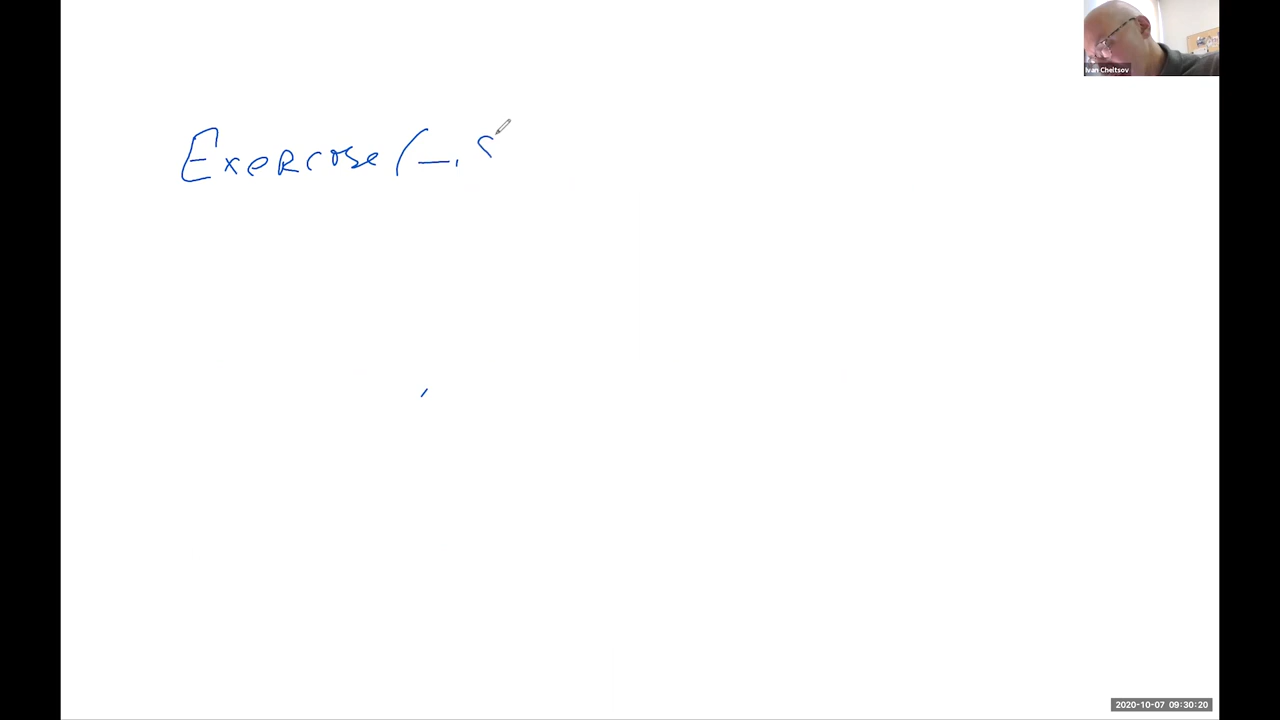 Ivan Cheltsov
Exercise (—,
2020-10-07 09:30:20